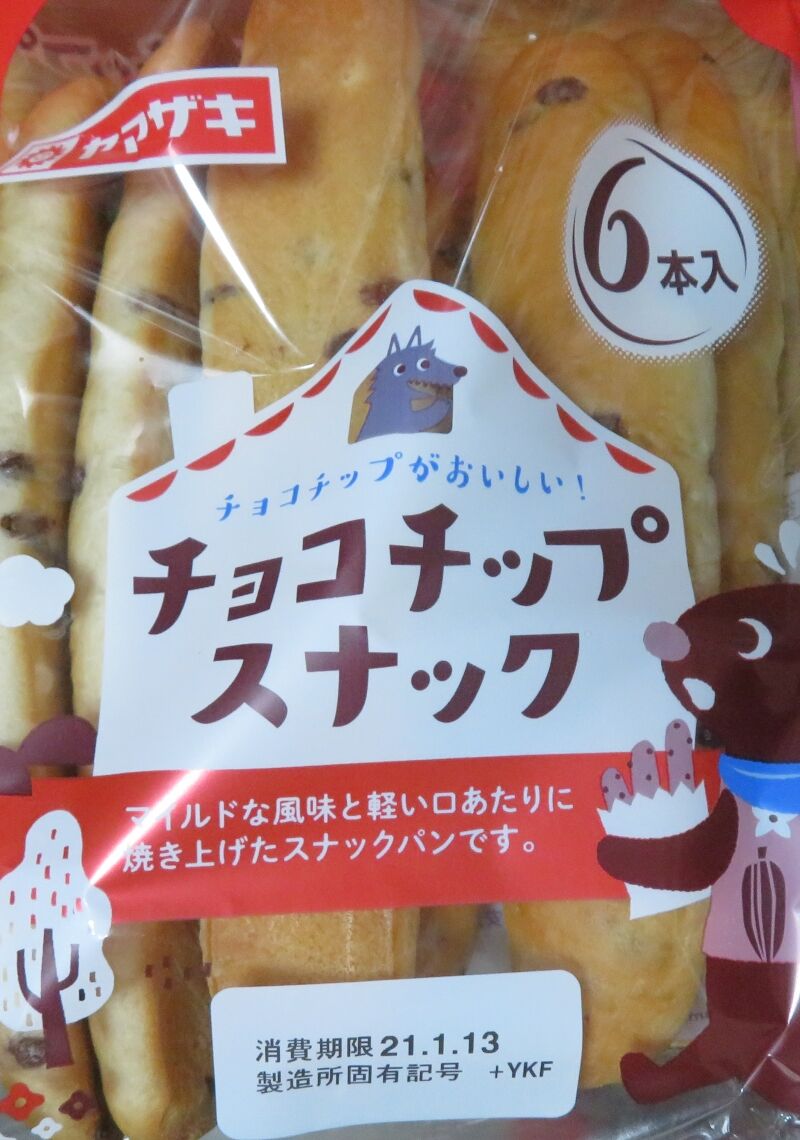 ヤマザキ
6本入
チョコチップがおいしい!
チョコチップ
スナック
マイルドな風味と軽い口あたりに
焼き上げたスナックパンです。
消費期限 21.1.13
製造所固有記号 +YKF